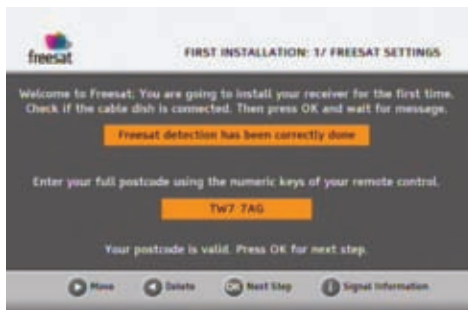 freesat
FIRST INSTALLATION: 1/ FREESAT SETTINGS
Welcome to Freesat. You are going to install your receiver for the first time.
Check if the cable dish is connected. Then press OK and wait for message.
Freesat detection has been correctly done
Enter your full postcode using the numeric keys of your remote control.
TW7 7AG
Your postcode is valid. Press OK for next step.
Move Delete OK Next Step i Signal Information